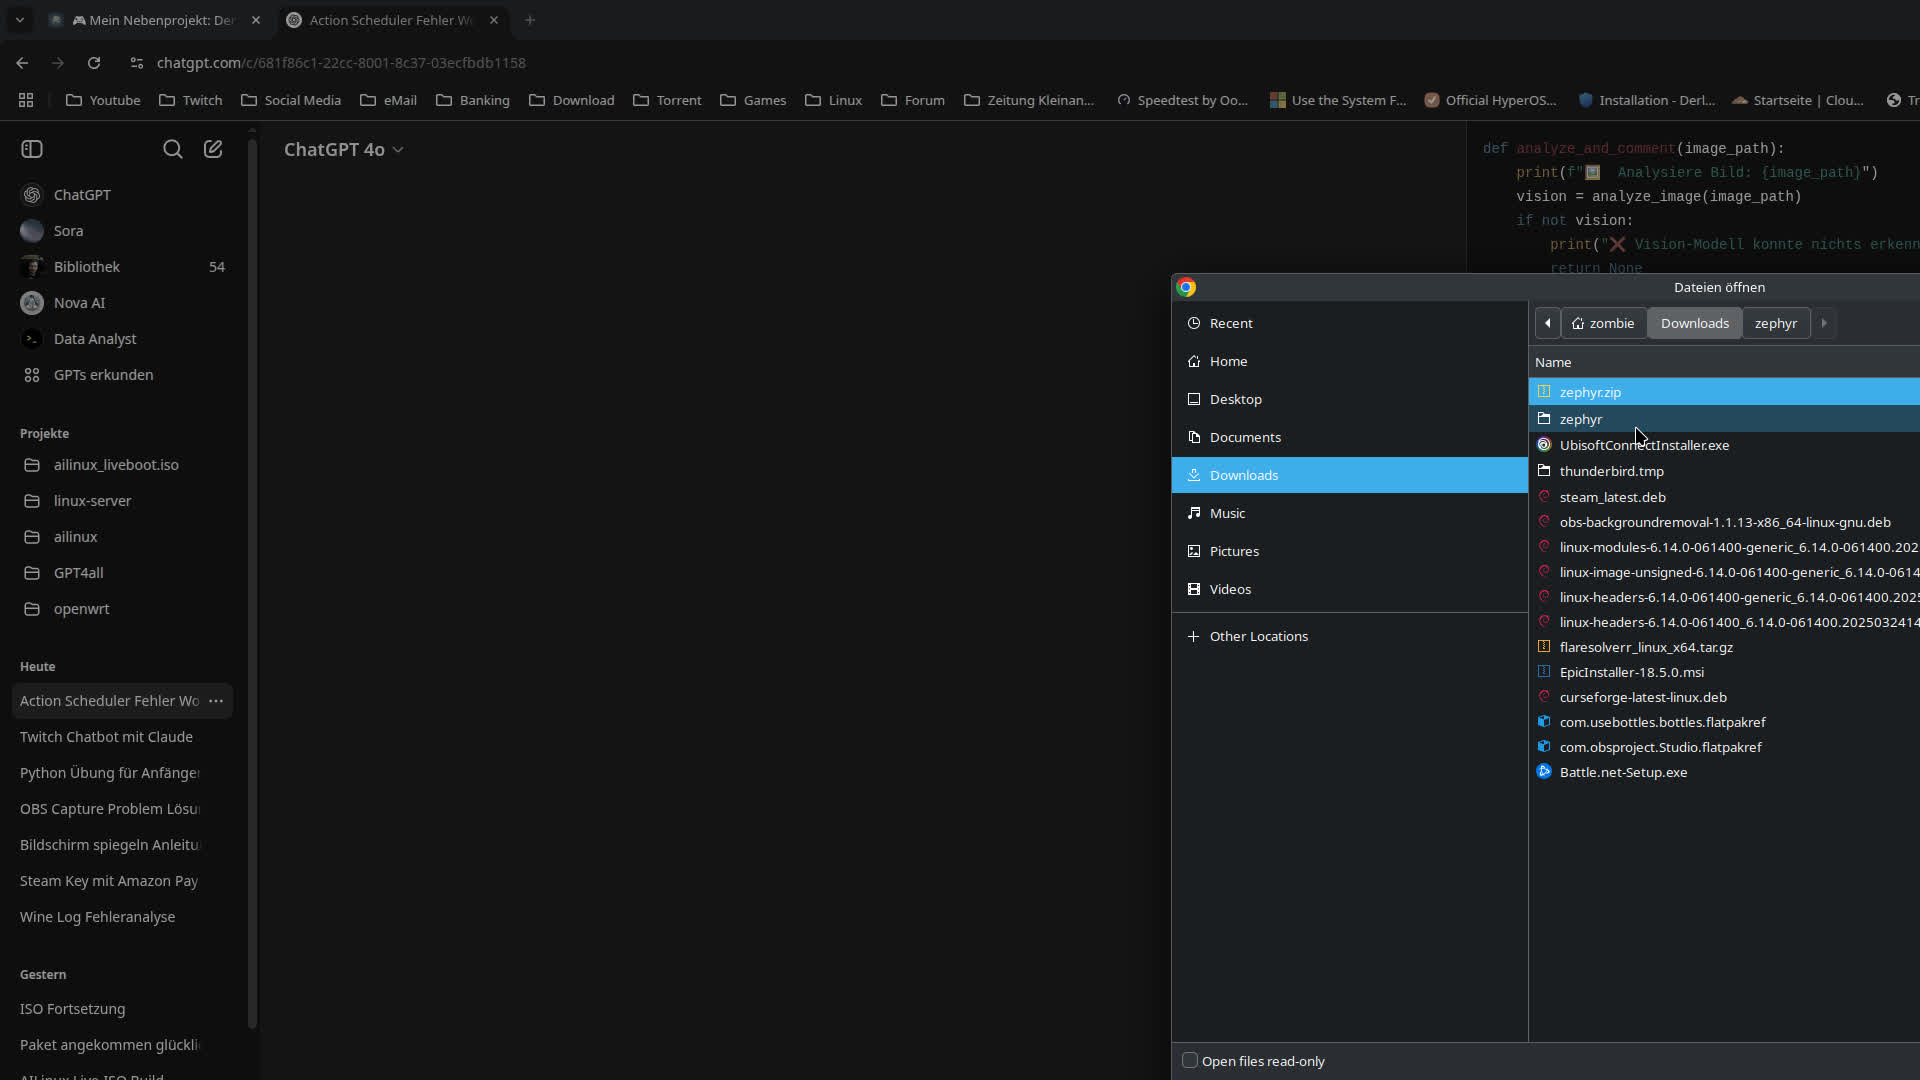 🎮 Mein Nebenprojekt: Der
Action Scheduler Fehler Wo
chatgpt.com/c/681f86c1-22cc-8001-8c37-03ecfbdb1158
Youtube
Twitch
Social Media
eMail
Banking
Download
Torrent
Games
Linux
Forum
Zeitung Kleinan...
Speedtest by Oo...
Use the System F...
Official HyperOS...
Installation - Derl...
Startseite | Clou...
Tr
ChatGPT
Sora
Bibliothek 54
Nova AI
Data Analyst
GPTs erkunden
Projekte
ailinux_liveboot.iso
linux-server
ailinux
GPT4all
openwrt
Heute
Action Scheduler Fehler Wo
Twitch Chatbot mit Claude
Python Übung für Anfänger
OBS Capture Problem Lösu
Bildschirm spiegeln Anleitu
Steam Key mit Amazon Pay
Wine Log Fehleranalyse
Gestern
ISO Fortsetzung
Paket angekommen glückli
AILinux Live ISO Build
ChatGPT 4o
def analyze_and_comment(image_path):
print(f"🖼️ Analysiere Bild: {image_path}")
vision = analyze_image(image_path)
if not vision:
print("❌ Vision-Modell konnte nichts erkenn
return None
Dateien öffnen
Recent
Home
Desktop
Documents
Downloads
Music
Pictures
Videos
Other Locations
zombie
Downloads
zephyr
Name
zephyr.zip
zephyr
UbisoftConnectInstaller.exe
thunderbird.tmp
steam_latest.deb
obs-backgroundremoval-1.1.13-x86_64-linux-gnu.deb
linux-modules-6.14.0-061400-generic_6.14.0-061400.202
linux-image-unsigned-6.14.0-061400-generic_6.14.0-0614
linux-headers-6.14.0-061400-generic_6.14.0-061400.2025
linux-headers-6.14.0-061400_6.14.0-061400.2025032414
flaresolverr_linux_x64.tar.gz
EpicInstaller-18.5.0.msi
curseforge-latest-linux.deb
com.usebottles.bottles.flatpakref
com.obsproject.Studio.flatpakref
Battle.net-Setup.exe
Open files read-only